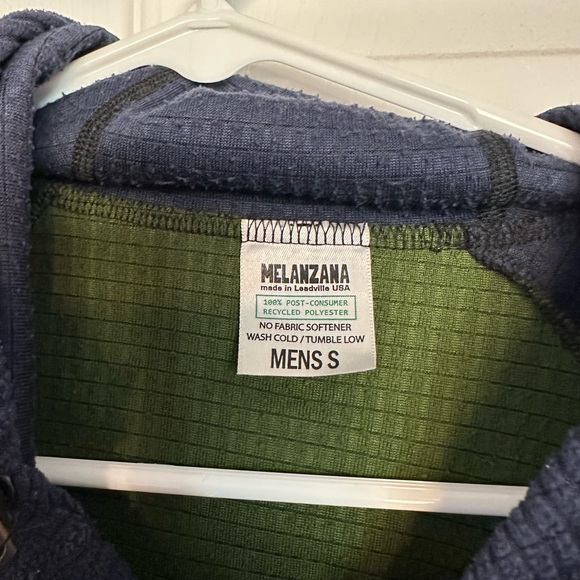 MELANZANA
made in Leadville USA
100% POST-CONSUMER
RECYCLED POLYESTER
NO FABRIC SOFTENER
WASH COLD / TUMBLE LOW
MENS S